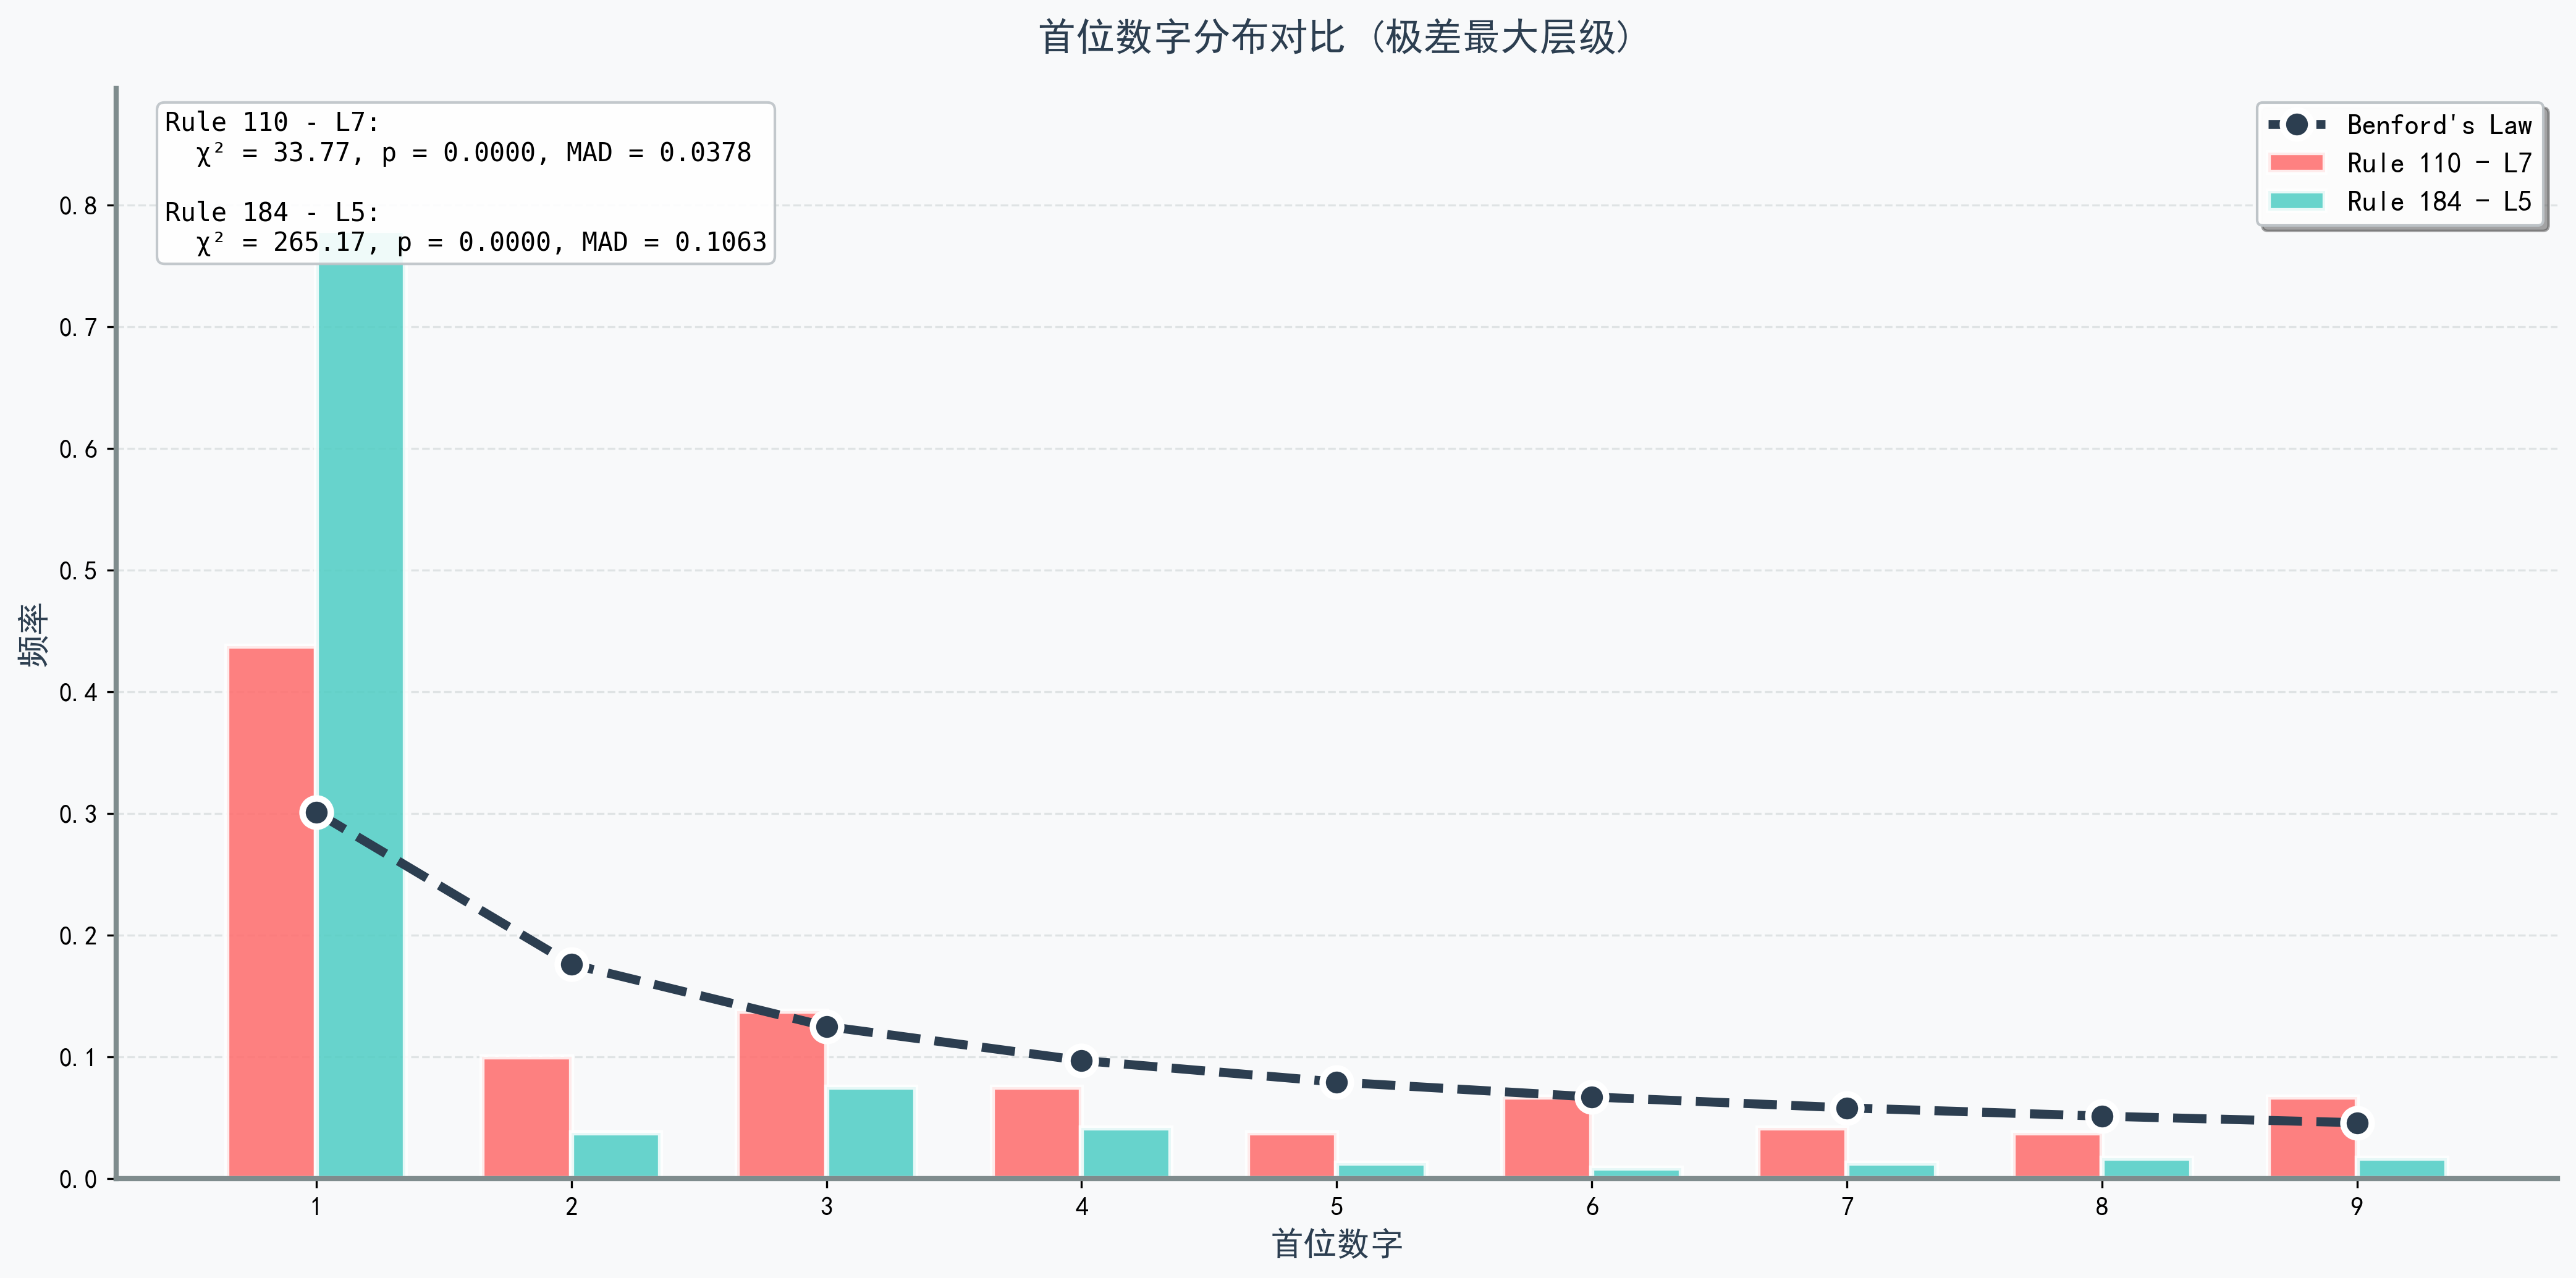 首位数字分布对比 (极差最大层级)
Rule 110 - L7:
χ² = 33.77, p = 0.0000, MAD = 0.0378
Rule 184 - L5:
χ² = 265.17, p = 0.0000, MAD = 0.1063
Benford's Law
Rule 110 - L7
Rule 184 - L5
频率
0.8
0.7
0.6
0.5
0.4
0.3
0.2
0.1
0.0
1 2 3 4 5 6 7 8 9
首位数字